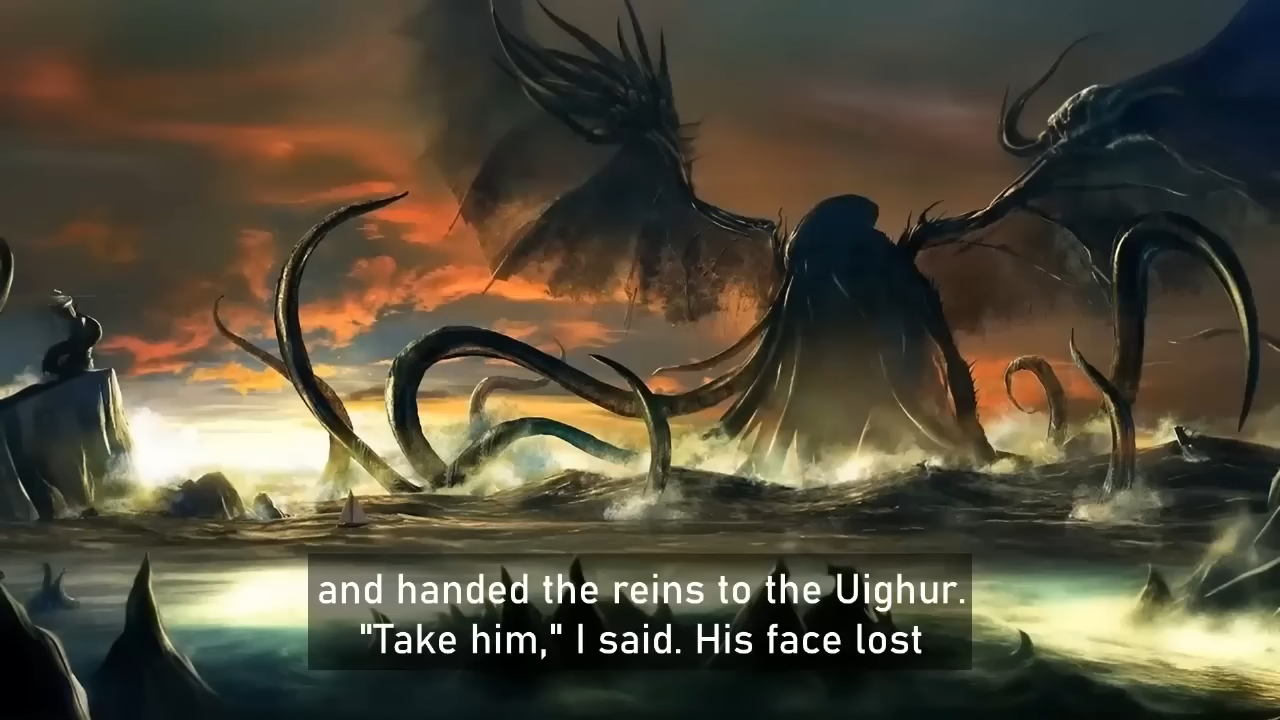 and handed the reins to the Uighur.
"Take him," I said. His face lost